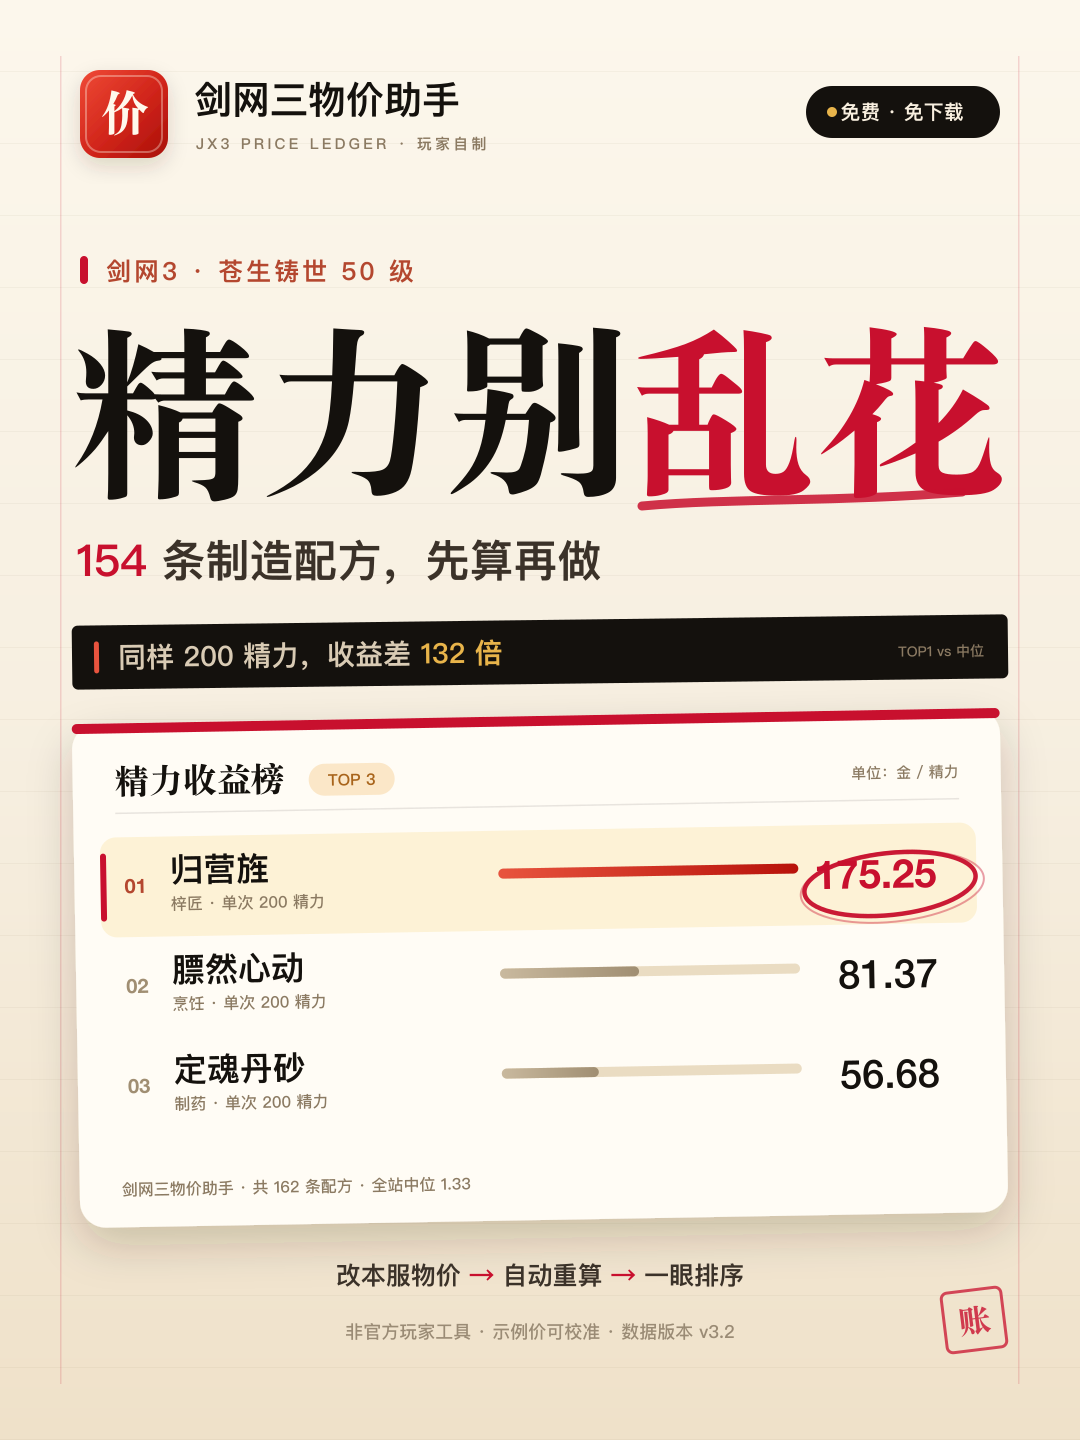 价
剑网三物价助手
JX3 PRICE LEDGER · 玩家自制
免费 · 免下载
剑网3 · 苍生铸世 50 级
精力别乱花
154 条制造配方，先算再做
同样 200 精力，收益差 132 倍
TOP1 vs 中位
精力收益榜
TOP 3
单位：金 / 精力
01
归营旌
梓匠 · 单次 200 精力
175.25
02
膘然心动
烹饪 · 单次 200 精力
81.37
03
定魂丹砂
制药 · 单次 200 精力
56.68
剑网三物价助手 · 共 162 条配方 · 全站中位 1.33
改本服物价 → 自动重算 → 一眼排序
非官方玩家工具 · 示例价可校准 · 数据版本 v3.2
账